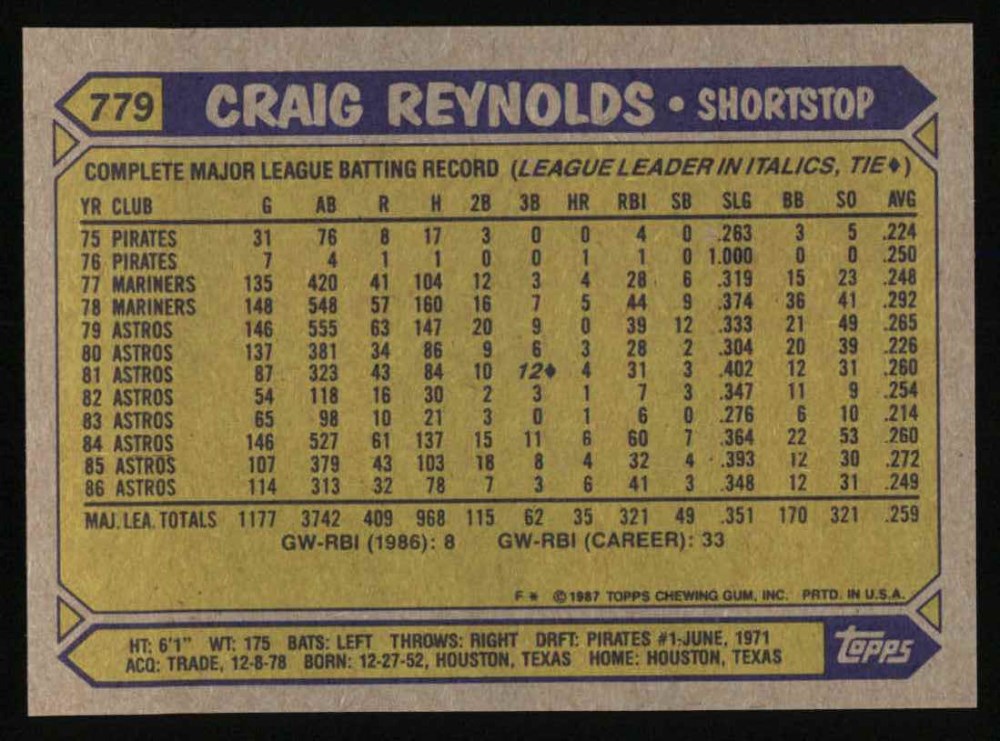 779 CRAIG REYNOLDS • SHORTSTOP
COMPLETE MAJOR LEAGUE BATTING RECORD (LEAGUE LEADER IN ITALICS, TIE♦)
YR CLUB G AB R H 2B 3B HR RBI SB SLG BB SO AVG
75 PIRATES 31 76 8 17 3 0 0 4 0 .263 3 5 .224
76 PIRATES 7 4 1 1 0 0 1 1 0 1.000 0 0 .250
77 MARINERS 135 420 41 104 12 3 4 28 6 .319 15 23 .248
78 MARINERS 148 548 57 160 16 7 5 44 9 .374 36 41 .292
79 ASTROS 146 555 63 147 20 9 0 39 12 .333 21 49 .265
80 ASTROS 137 381 34 86 9 6 3 28 2 .304 20 39 .226
81 ASTROS 87 323 43 84 10 12♦ 4 31 3 .402 12 31 .260
82 ASTROS 54 118 16 30 2 3 1 7 3 .347 11 9 .254
83 ASTROS 65 98 10 21 3 0 1 6 0 .276 6 10 .214
84 ASTROS 146 527 61 137 15 11 6 60 7 .364 22 53 .260
85 ASTROS 107 379 43 103 18 8 4 32 4 .393 12 30 .272
86 ASTROS 114 313 32 78 7 3 6 41 3 .348 12 31 .249
MAJ. LEA. TOTALS 1177 3742 409 968 115 62 35 321 49 .351 170 321 .259
GW-RBI (1986): 8 GW-RBI (CAREER): 33
F * © 1987 TOPPS CHEWING GUM, INC. PRTD. IN U.S.A.
HT: 6'1" WT: 175 BATS: LEFT THROWS: RIGHT DRFT: PIRATES #1-JUNE, 1971
ACQ: TRADE, 12-8-78 BORN: 12-27-52, HOUSTON, TEXAS HOME: HOUSTON, TEXAS
topps